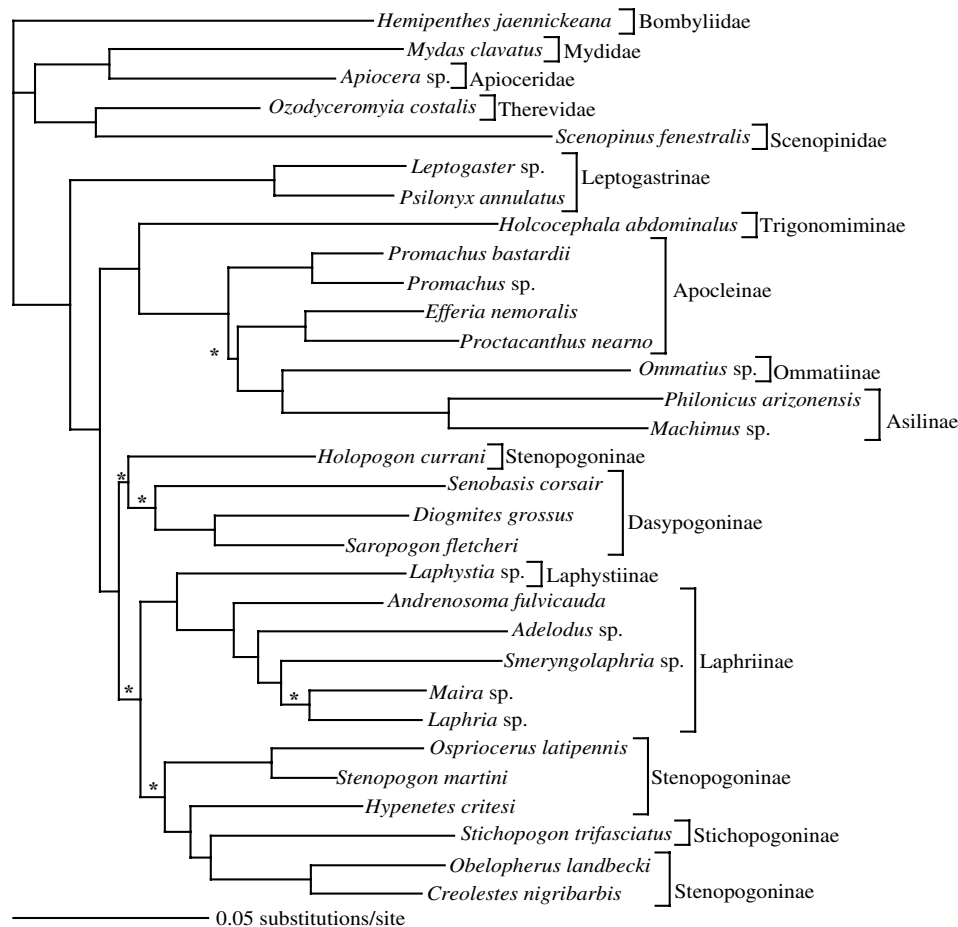 Hemipenthes jaennickeana Bombyliidae
Mydas clavatus Mydidae
Apiocera sp. Apioceridae
Ozodyceromyia costalis Therevidae
Scenopinus fenestralis Scenopinidae
Leptogaster sp.
Leptogastrinae
Psilonyx annulatus
Holcocephala abdominalus Trigonomiminae
Promachus bastardii
Promachus sp.
Apocleinae
Efferia nemoralis
Proctacanthus nearno
*
Ommatius sp. Ommatiinae
Philonicus arizonensis
Asilinae
Machimus sp.
Holopogon currani Stenopogoninae
*
Senobasis corsair
*
Diogmites grossus
Dasypogoninae
Saropogon fletcheri
Laphystia sp. Laphystiinae
Andrenosoma fulvicauda
Adelodus sp.
Smeryngolaphria sp. Laphriinae
*
Maira sp.
*
Laphria sp.
Ospriocerus latipennis
Stenopogon martini Stenopogoninae
*
Hypenetes critesi
Stichopogon trifasciatus Stichopogoninae
Obelopherus landbecki
Stenopogoninae
Creolestes nigribarbis
0.05 substitutions/site